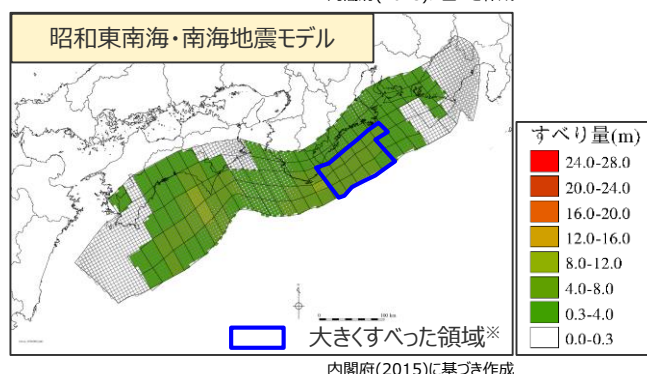 昭和東南海・南海地震モデル
すべり量(m)
24.0-28.0
20.0-24.0
16.0-20.0
12.0-16.0
8.0-12.0
4.0-8.0
0.3-4.0
0.0-0.3
0 100 km
大きくすべった領域※
内閣府(2015)に基づき作成